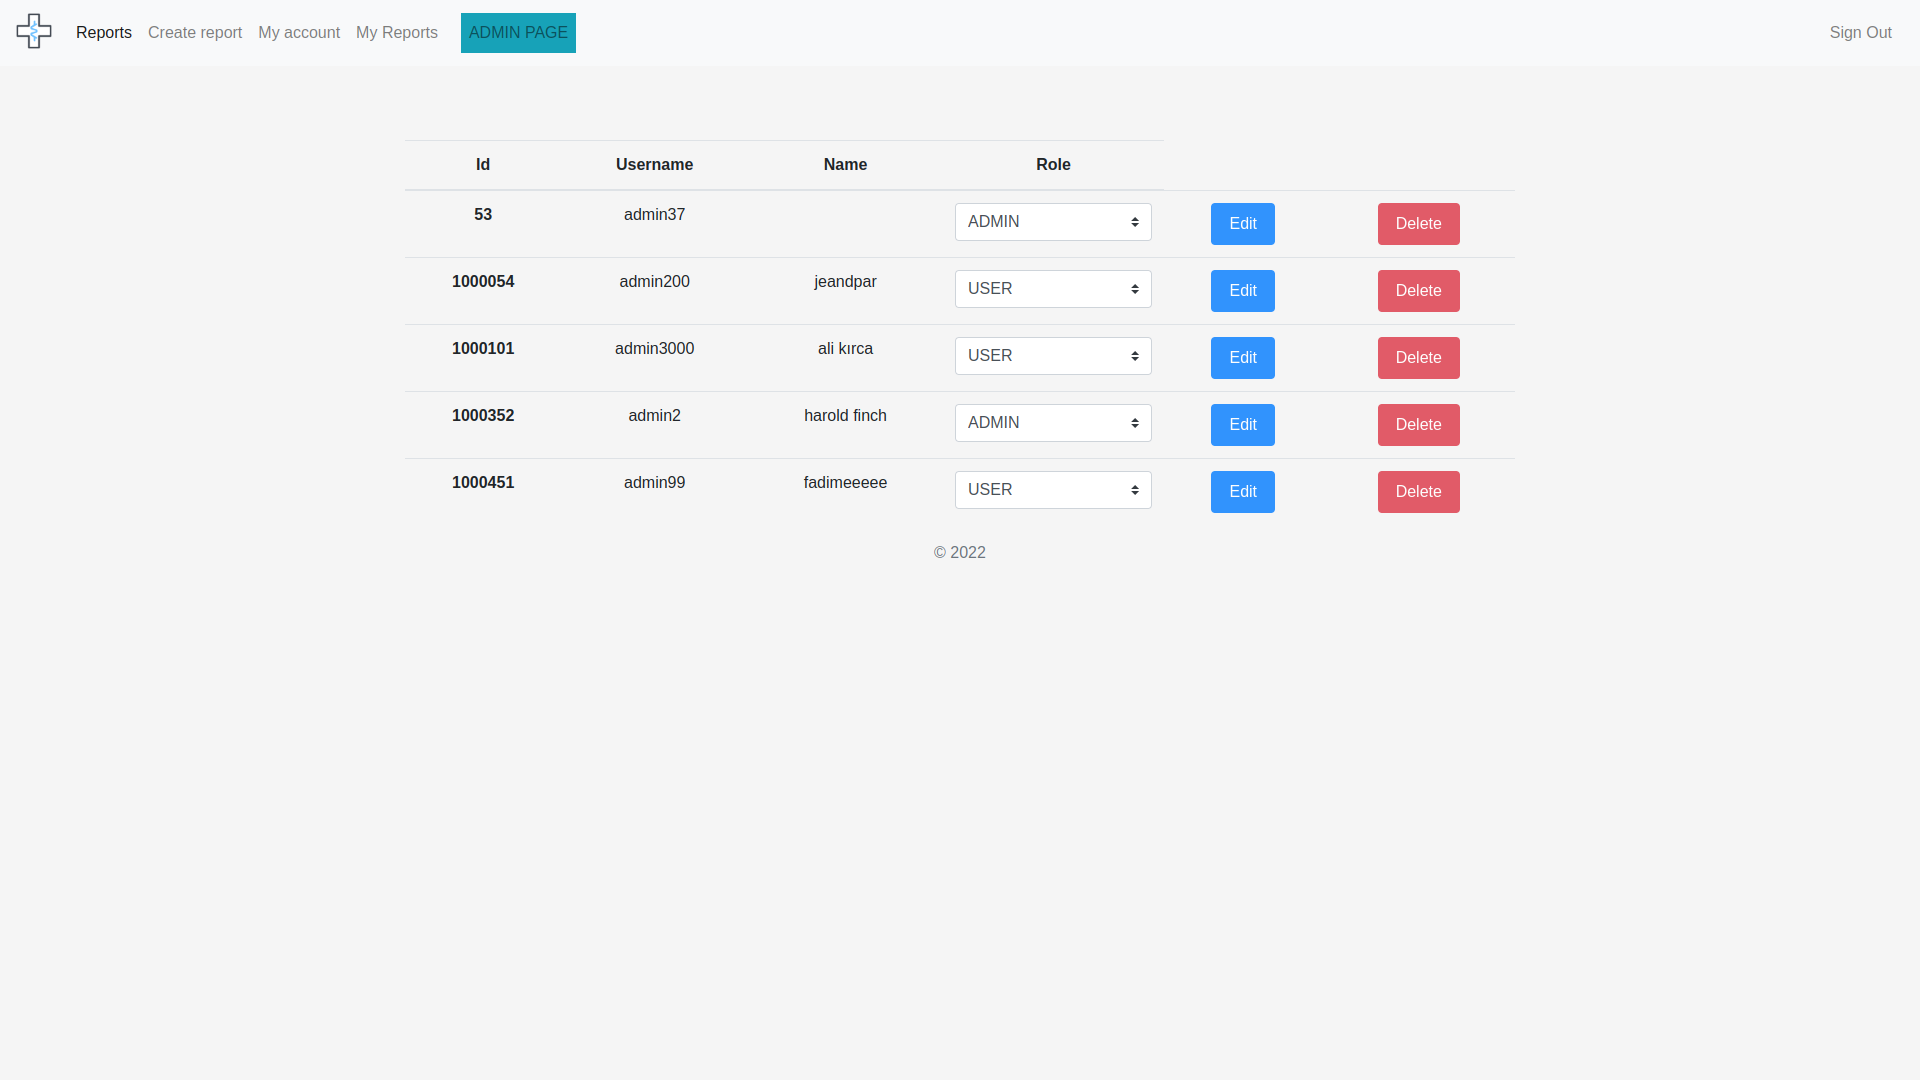 Reports Create report My account My Reports ADMIN PAGE Sign Out
Id Username Name Role
53 admin37 ADMIN Edit Delete
1000054 admin200 jeandpar USER Edit Delete
1000101 admin3000 ali kırca USER Edit Delete
1000352 admin2 harold finch ADMIN Edit Delete
1000451 admin99 fadimeeeee USER Edit Delete
© 2022